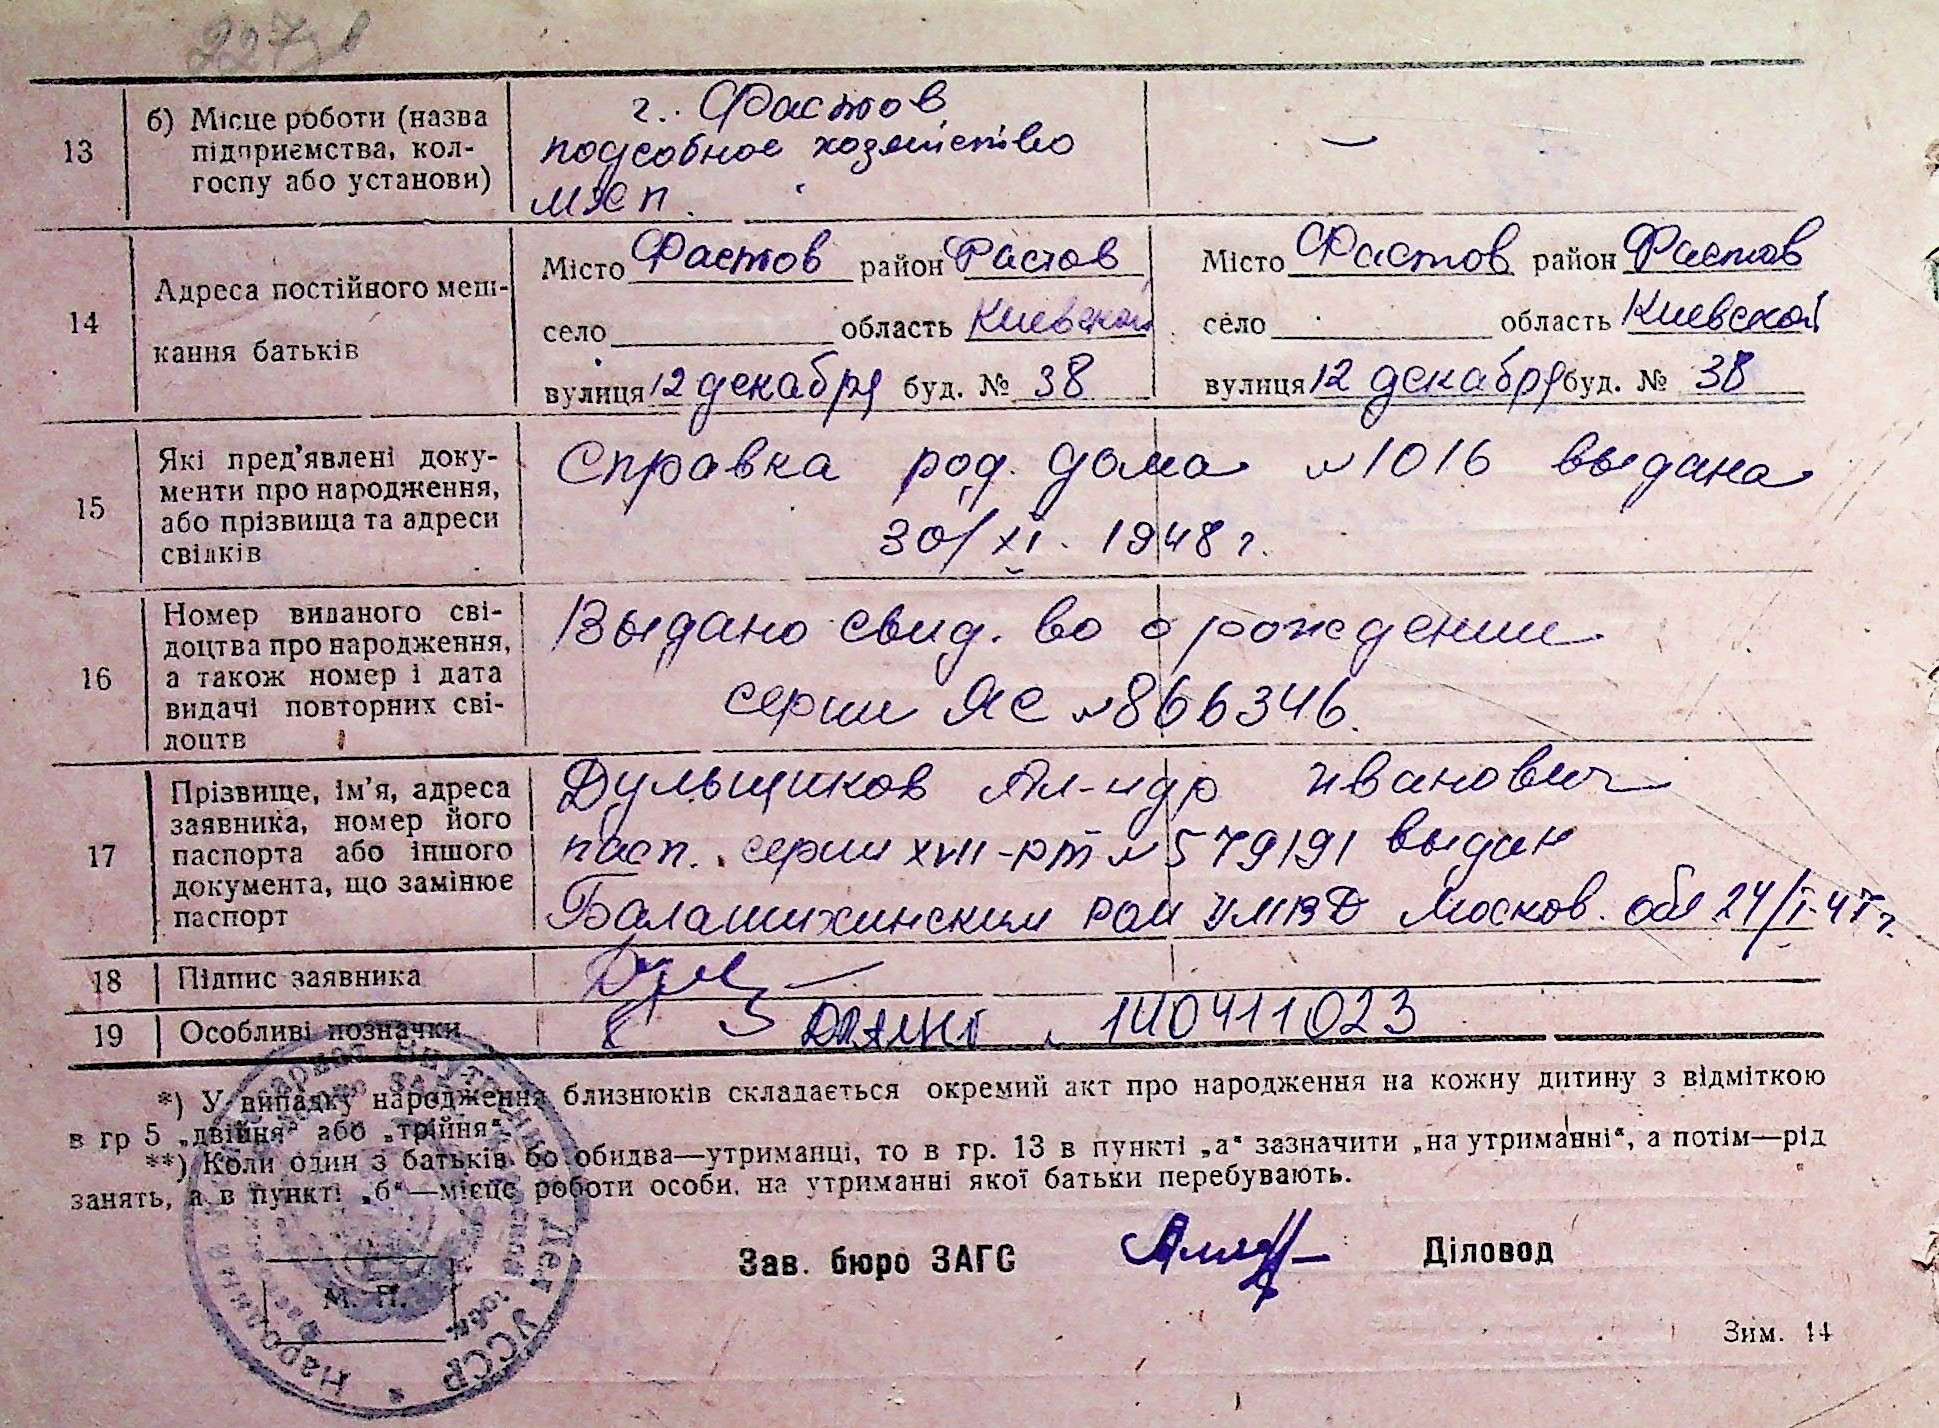 227
13 б) Місце роботи (назва підприємства, кол-госпу або установи)
г. Фастов
подсобное хозяйство
МЖСП.
—
14 Адреса постійного меш-
кання батьків
Місто Фастов район Фастов
село область Киевской
вулиця 12 декабря буд. № 38
Місто Фастов район Фастов
село область Киевской
вулиця 12 декабря буд. № 38
15 Які пред'явлені доку-
менти про народження,
або прізвища та адреси
свідків
Справка род. дома №1016 выдана
30/XI. 1948 г.
16 Номер виданого сві-
доцтва про народження,
а також номер і дата
видачі повторних сві-
доцтв
Выдано свид. во о рождении
серии ЯС №866346.
17 Прізвище, ім'я, адреса
заявника, номер його
паспорта або іншого
документа, що замінює
паспорт
Дульщиков Ал-ндр Иванович
пасп. серии XVII-рт №579191 выдан
Балашихинским рай УМВД Москов. обл 24/I-47 г.
18 Підпис заявника
19 Особливі позначки
140411023
*) У випадку народження близнюків складається окремий акт про народження на кожну дитину з відміткою
в гр 5 „двійня“ або „трійня“.
**) Коли один з батьків бо обидва—утриманці, то в гр. 13 в пункті „а“ зазначити „на утриманні“, а потім—рід
занять, а в пункті „б“—місце роботи особи, на утриманні якої батьки перебувають.
М. П.
Зав. бюро ЗАГС Діловод
Зим. 14